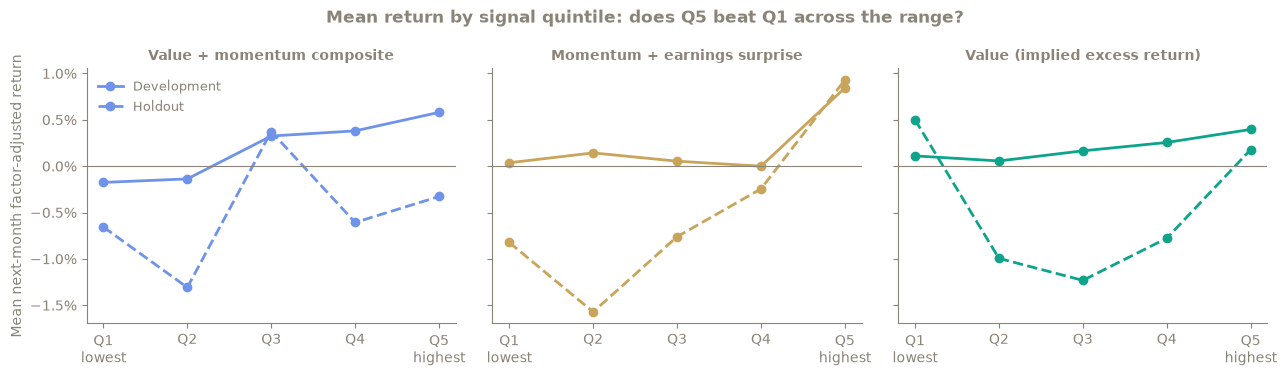 Mean return by signal quintile: does Q5 beat Q1 across the range?
Value + momentum composite
Momentum + earnings surprise
Value (implied excess return)
Mean next-month factor-adjusted return
1.0%
0.5%
0.0%
−0.5%
−1.0%
−1.5%
Development
Holdout
Q1
lowest
Q2
Q3
Q4
Q5
highest
Q1
lowest
Q2
Q3
Q4
Q5
highest
Q1
lowest
Q2
Q3
Q4
Q5
highest